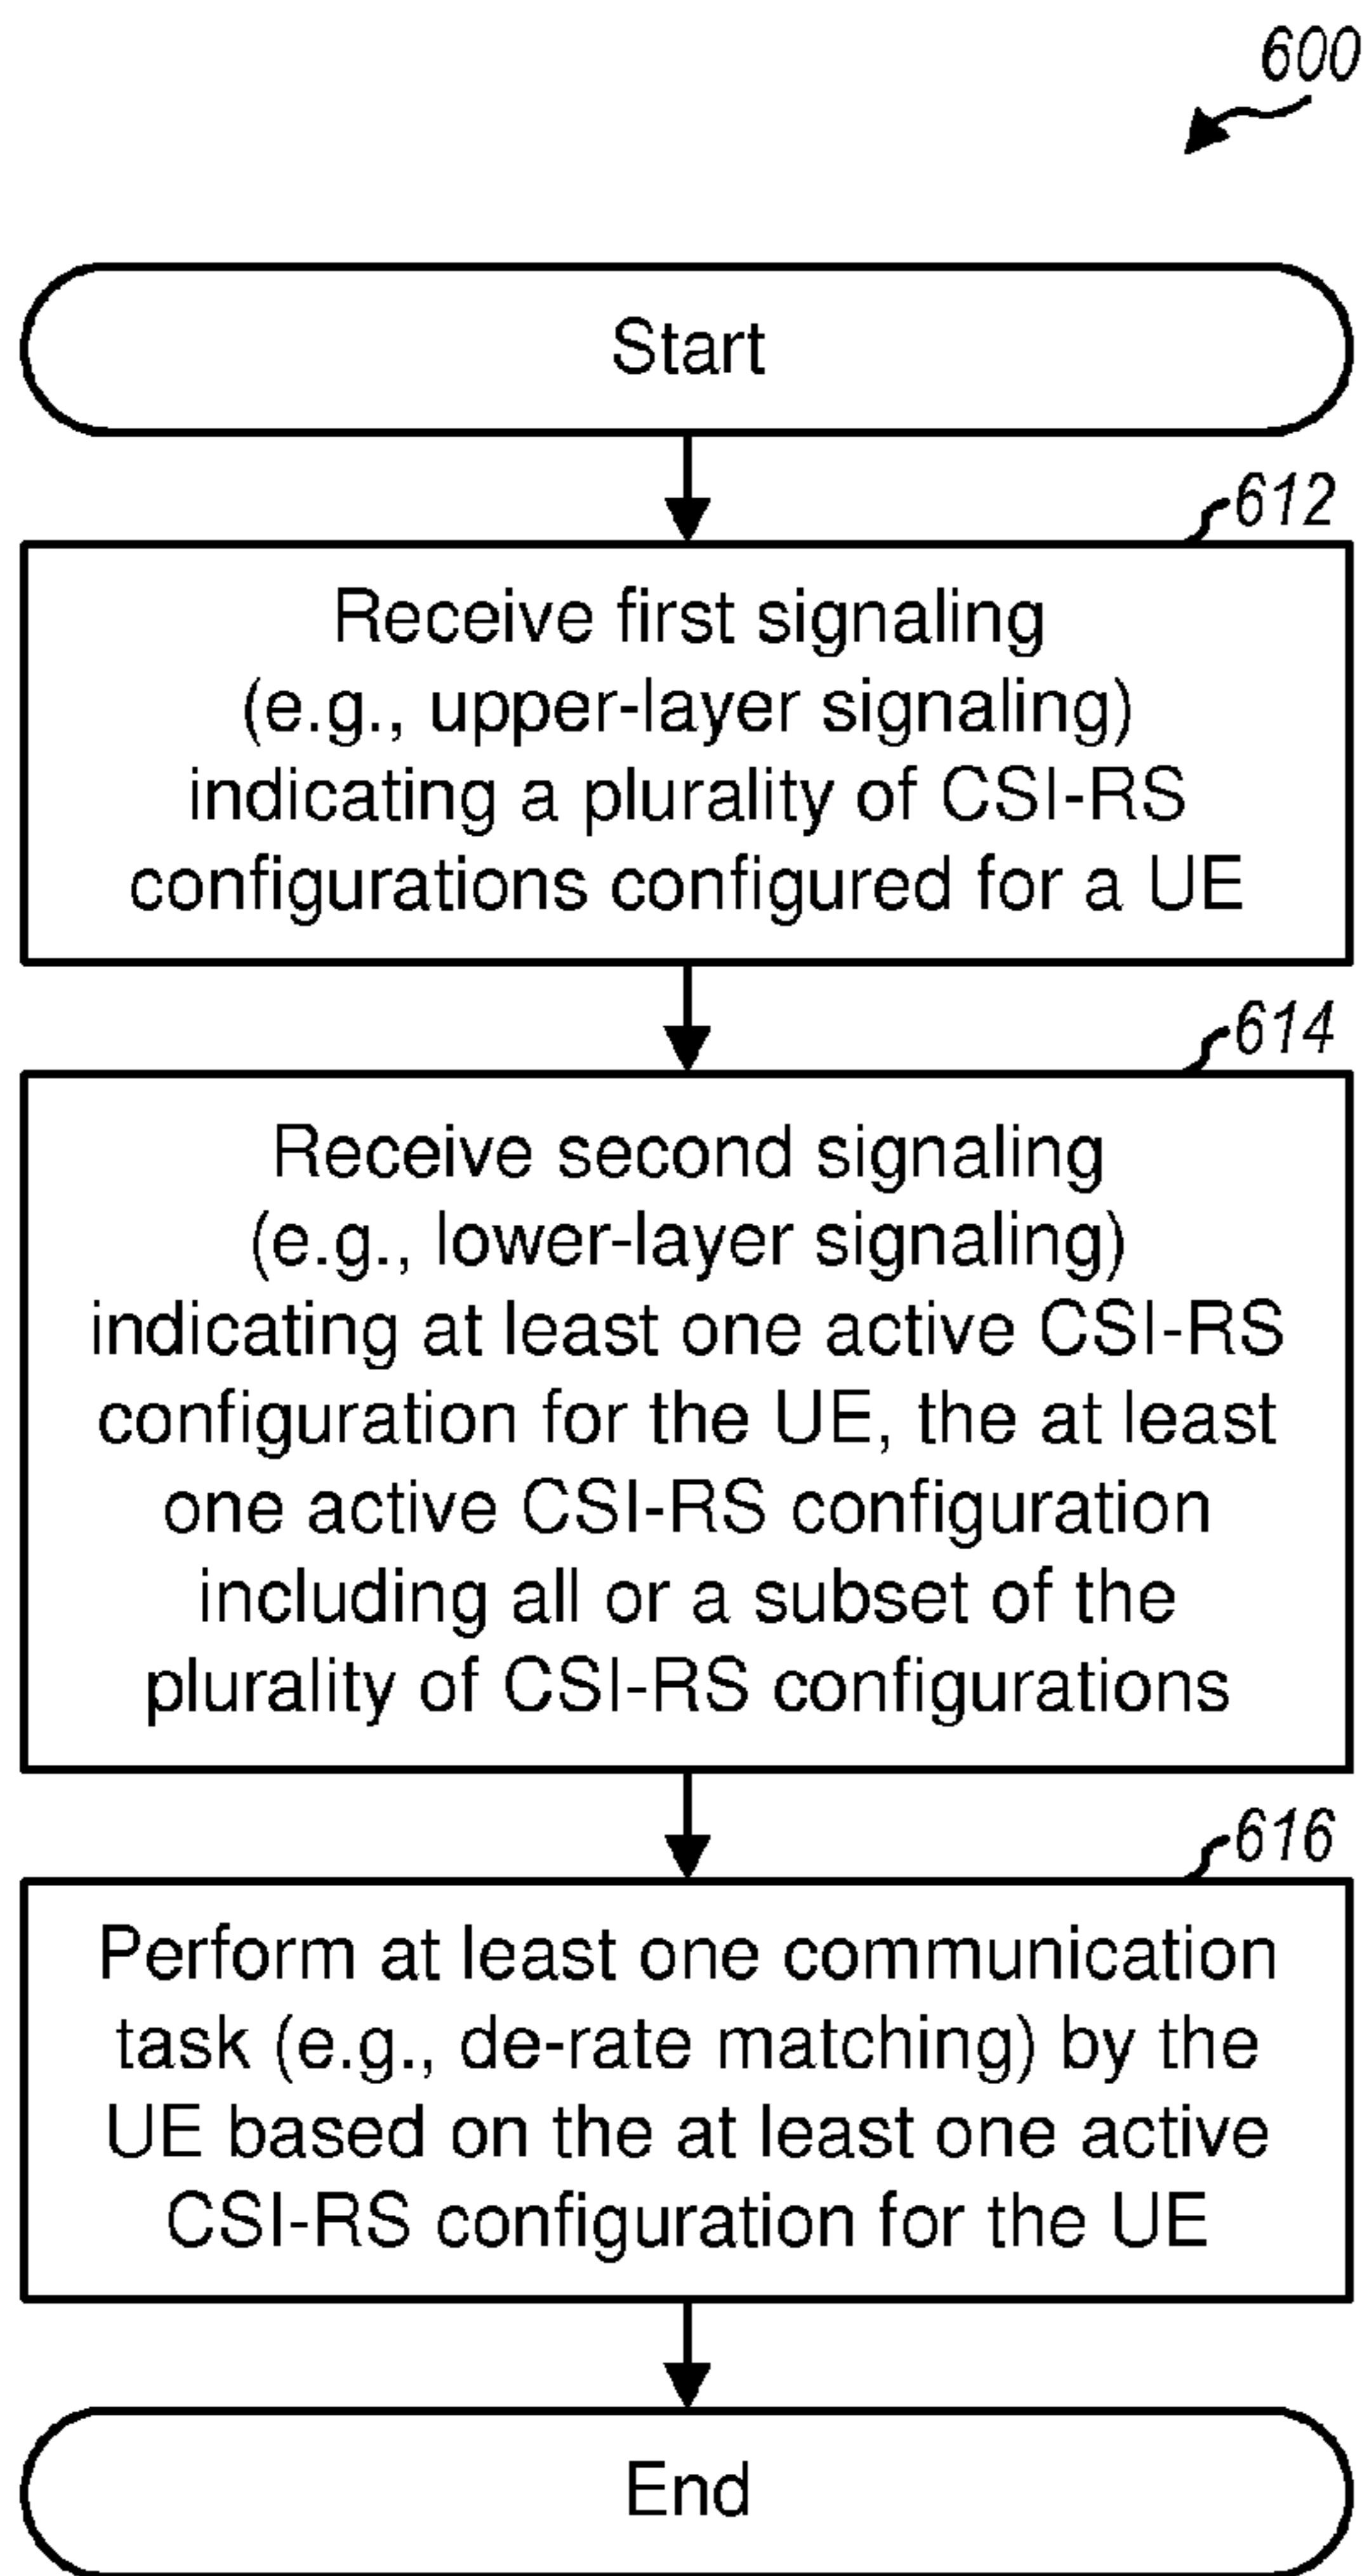 600
Start
612
Receive first signaling
(e.g., upper-layer signaling)
indicating a plurality of CSI-RS
configurations configured for a UE
614
Receive second signaling
(e.g., lower-layer signaling)
indicating at least one active CSI-RS
configuration for the UE, the at least
one active CSI-RS configuration
including all or a subset of the
plurality of CSI-RS configurations
616
Perform at least one communication
task (e.g., de-rate matching) by the
UE based on the at least one active
CSI-RS configuration for the UE
End